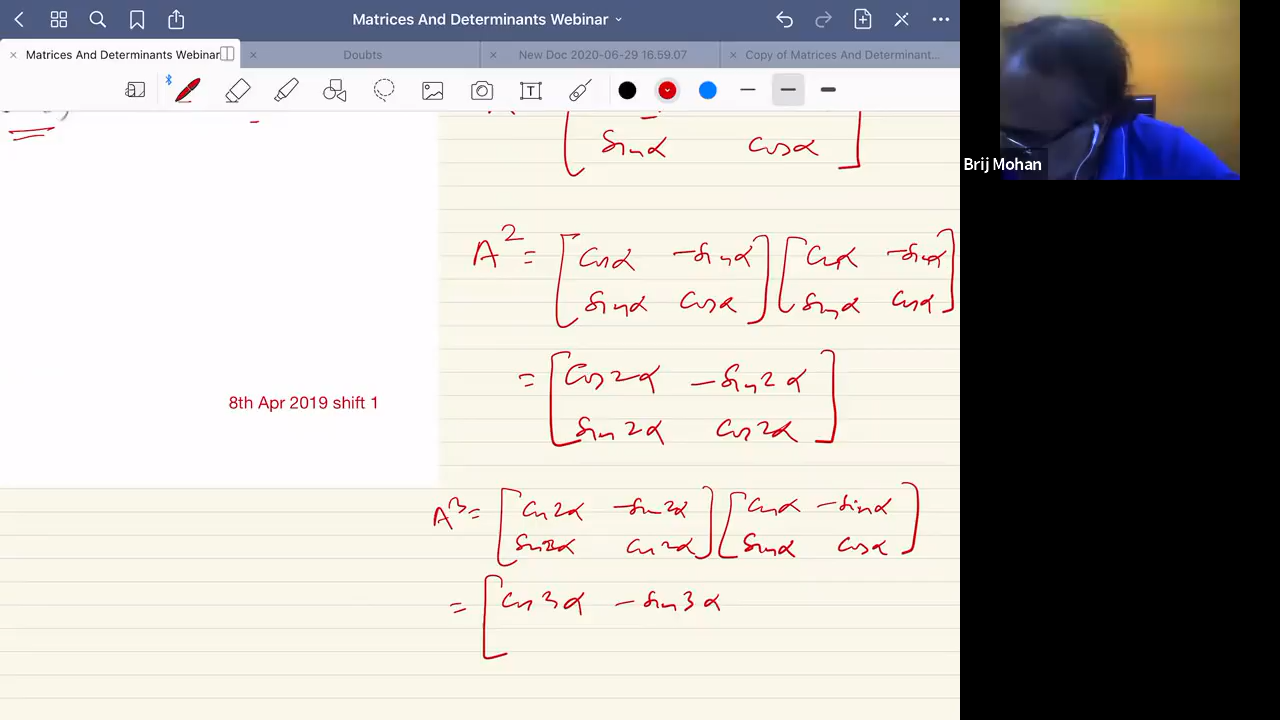 Matrices And Determinants Webinar
Matrices And Determinants Webinar
Doubts
New Doc 2020-06-29 16.59.07
Copy of Matrices And Determinant...
Brij Mohan
sinα cosα
A² = [cosα -sinα] [cosα -sinα]
sinα cosα sinα cosα
= [cos2α -sin2α]
sin2α cos2α
8th Apr 2019 shift 1
A³ = [cos2α -sin2α] [cosα -sinα]
sin2α cos2α sinα cosα
= [cos3α -sin3α